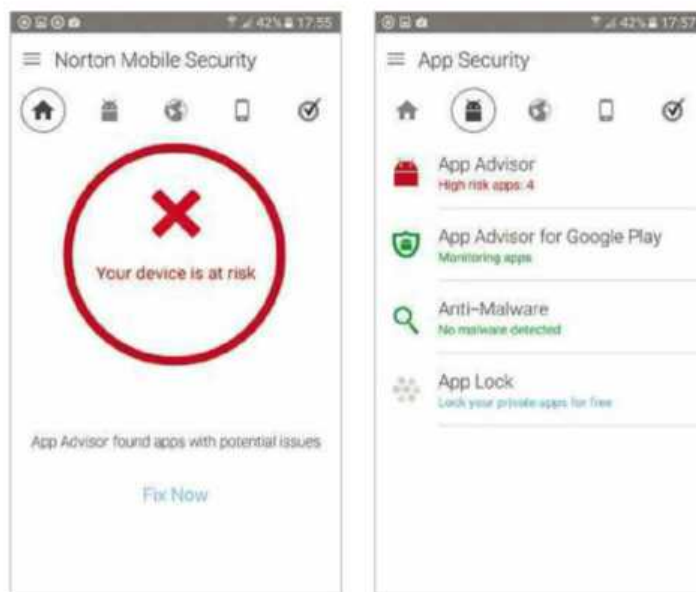 42% 17:55
Norton Mobile Security
Your device is at risk
App Advisor found apps with potential issues
Fix Now
42% 17:57
App Security
App Advisor
High risk apps: 4
App Advisor for Google Play
Monitoring apps
Anti-Malware
No malware detected
App Lock
Lock your private apps for free